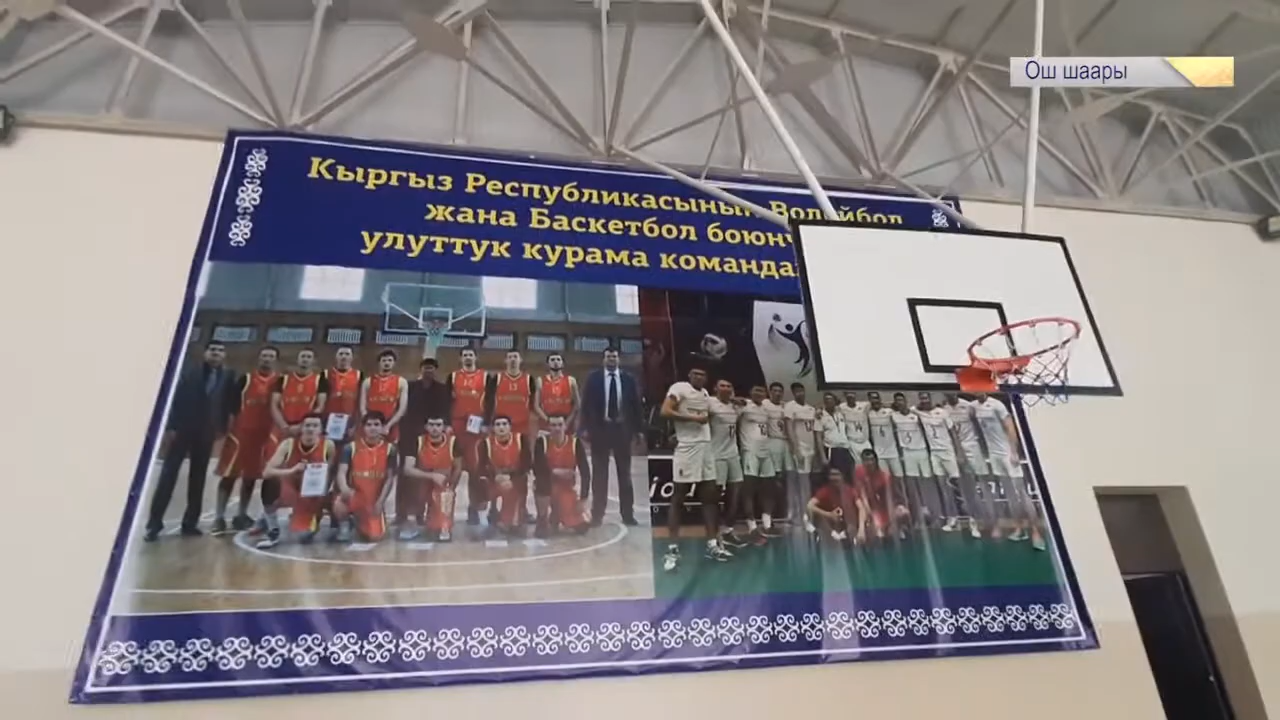 Ош шаары
Кыргыз Республикасынын Волейбол
жана Баскетбол
улуттук курама